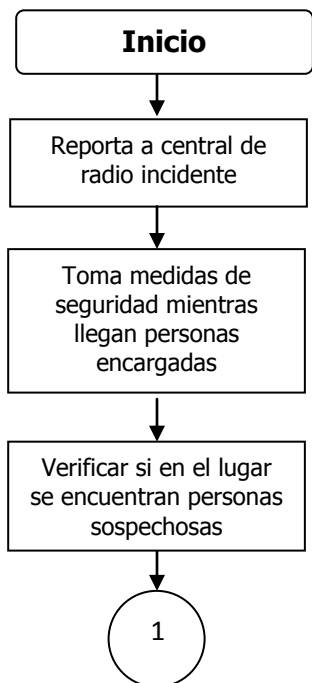 Inicio
Reporta a central de
radio incidente
Toma medidas de
seguridad mientras
llegan personas
encargadas
Verificar si en el lugar
se encuentran personas
sospechosas
1